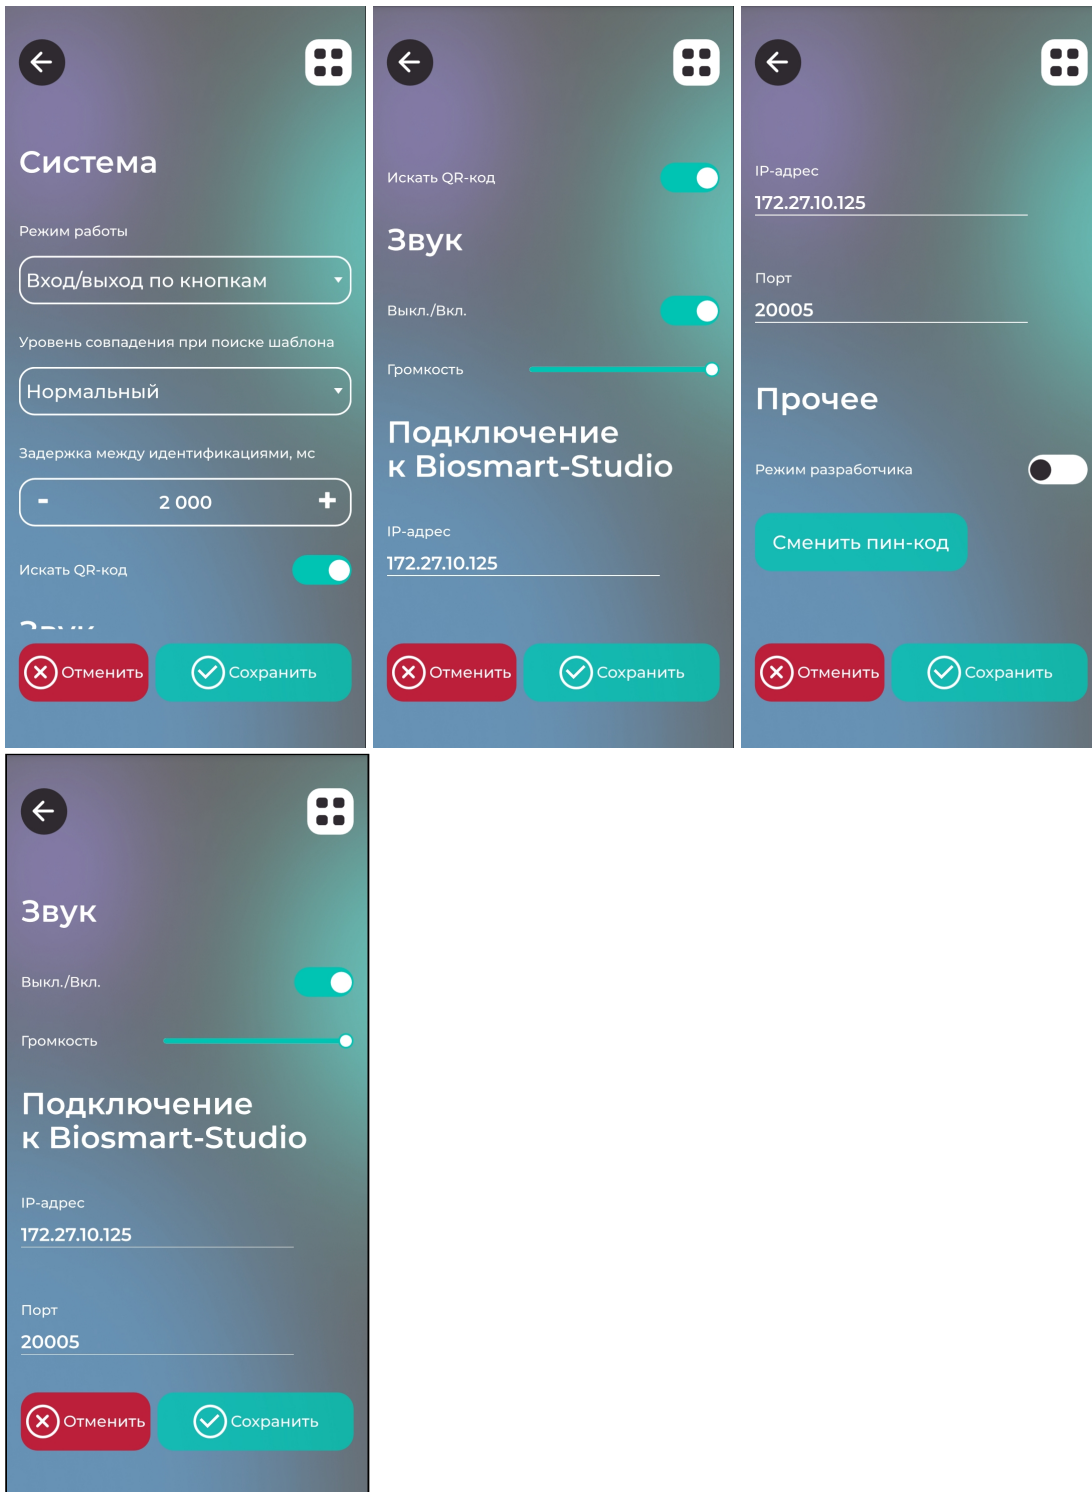 Система
Режим работы
Вход/выход по кнопкам
Уровень совпадения при поиске шаблона
Нормальный
Задержка между идентификациями, мс
- 2 000 +
Искать QR-код
Звук
Отменить Сохранить
Искать QR-код
Звук
Выкл./Вкл.
Громкость
Подключение
к Biosmart-Studio
IP-адрес
172.27.10.125
Отменить Сохранить
IP-адрес
172.27.10.125
Порт
20005
Прочее
Режим разработчика
Сменить пин-код
Отменить Сохранить
Звук
Выкл./Вкл.
Громкость
Подключение
к Biosmart-Studio
IP-адрес
172.27.10.125
Порт
20005
Отменить Сохранить